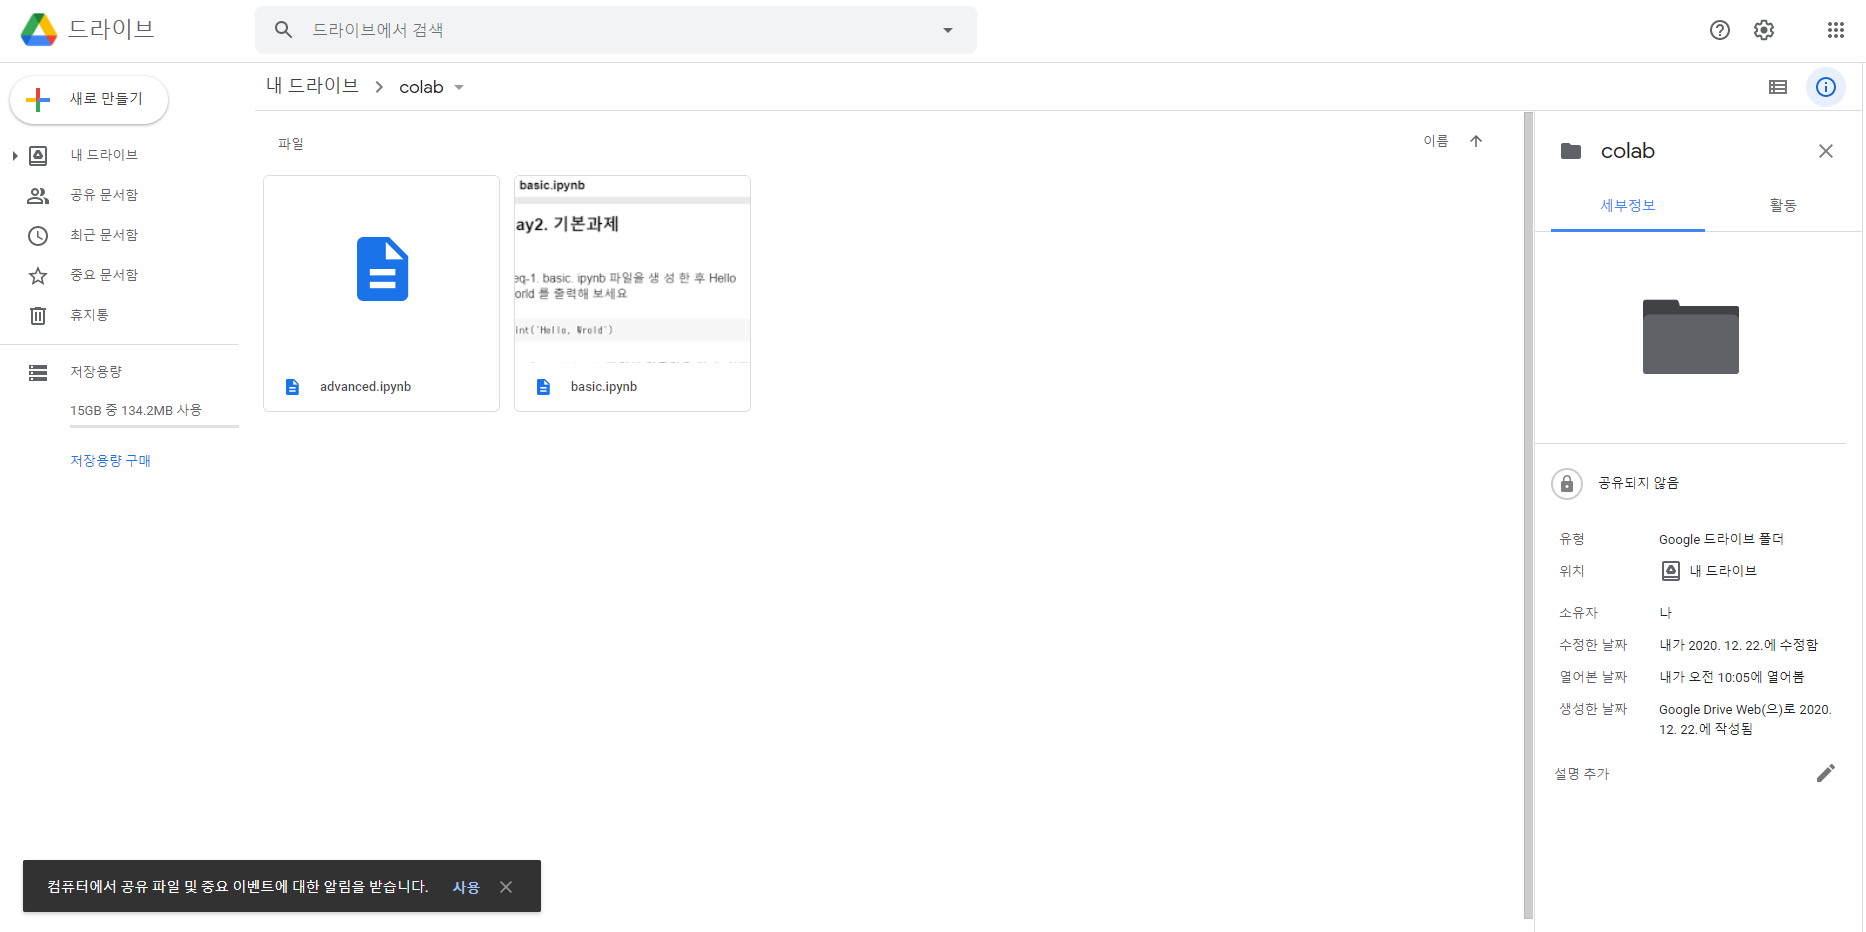 드라이브
드라이브에서 검색
새로 만들기
내 드라이브
공유 문서함
최근 문서함
중요 문서함
휴지통
저장용량
15GB 중 134.2MB 사용
저장용량 구매
내 드라이브
colab
파일
이름
advanced.ipynb
basic.ipynb
ay2. 기본과제
eq-1. basic. ipynb 파일을 생 성 한 후 Hello
orld 를 출력해 보세요
int('Hello, Wrold')
basic.ipynb
colab
세부정보
활동
공유되지 않음
유형 Google 드라이브 폴더
위치 내 드라이브
소유자 나
수정한 날짜 내가 2020. 12. 22.에 수정함
열어본 날짜 내가 오전 10:05에 열어봄
생성한 날짜 Google Drive Web(으)로 2020.
12. 22.에 작성됨
설명 추가
컴퓨터에서 공유 파일 및 중요 이벤트에 대한 알림을 받습니다. 사용